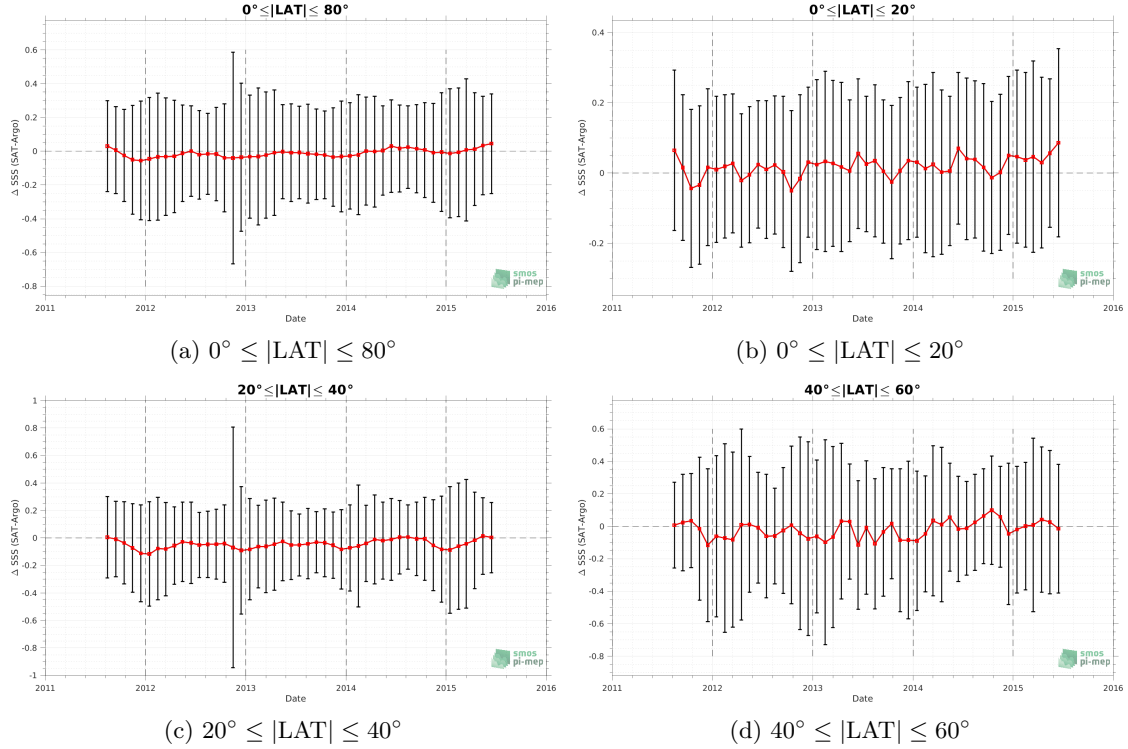 0°≤|LAT|≤ 80°
0.6
0.4
0.2
0
-0.2
-0.4
-0.6
-0.8
Δ SSS (SAT-Argo)
2011
2012
2013
2014
2015
2016
Date
smos
pi-mep
(a) 0° ≤ |LAT| ≤ 80°
0°≤|LAT|≤ 20°
0.4
0.2
0
-0.2
Δ SSS (SAT-Argo)
2011
2012
2013
2014
2015
2016
Date
smos
pi-mep
(b) 0° ≤ |LAT| ≤ 20°
20°≤|LAT|≤ 40°
1
0.8
0.6
0.4
0.2
0
-0.2
-0.4
-0.6
-0.8
-1
Δ SSS (SAT-Argo)
2011
2012
2013
2014
2015
2016
Date
smos
pi-mep
(c) 20° ≤ |LAT| ≤ 40°
40°≤|LAT|≤ 60°
0.6
0.4
0.2
0
-0.2
-0.4
-0.6
-0.8
Δ SSS (SAT-Argo)
2011
2012
2013
2014
2015
2016
Date
smos
pi-mep
(d) 40° ≤ |LAT| ≤ 60°